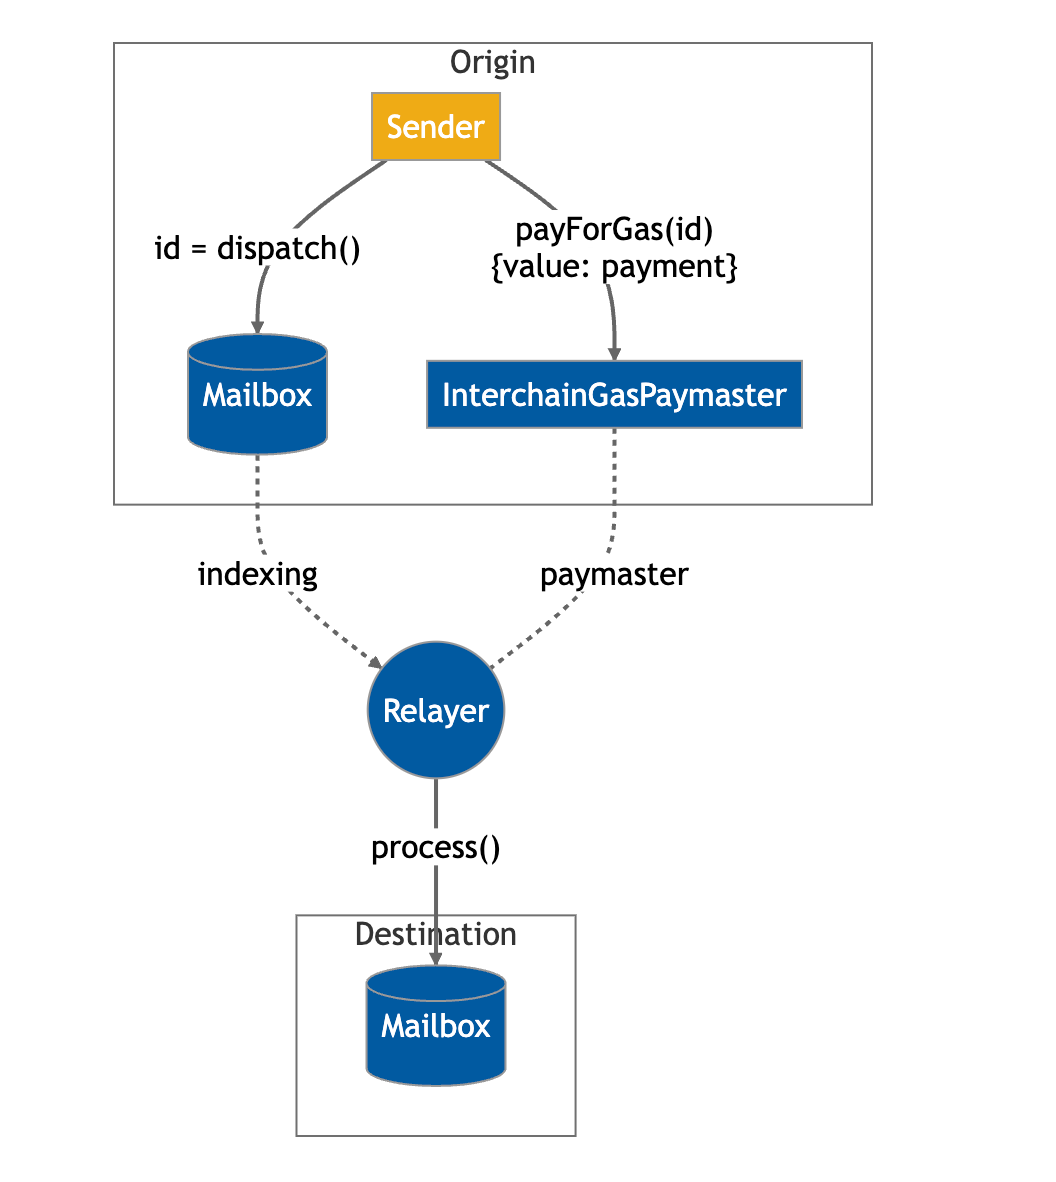 Origin
Sender
id = dispatch()
payForGas(id)
{value: payment}
Mailbox
InterchainGasPaymaster
indexing
paymaster
Relayer
process()
Destination
Mailbox